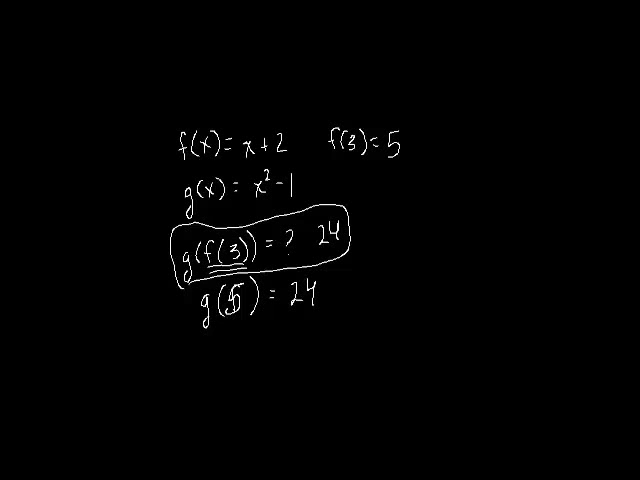 f(x) = x + 2 f(3) = 5
g(x) = x² - 1
g(f(3)) = ? 24
g(5) = 24